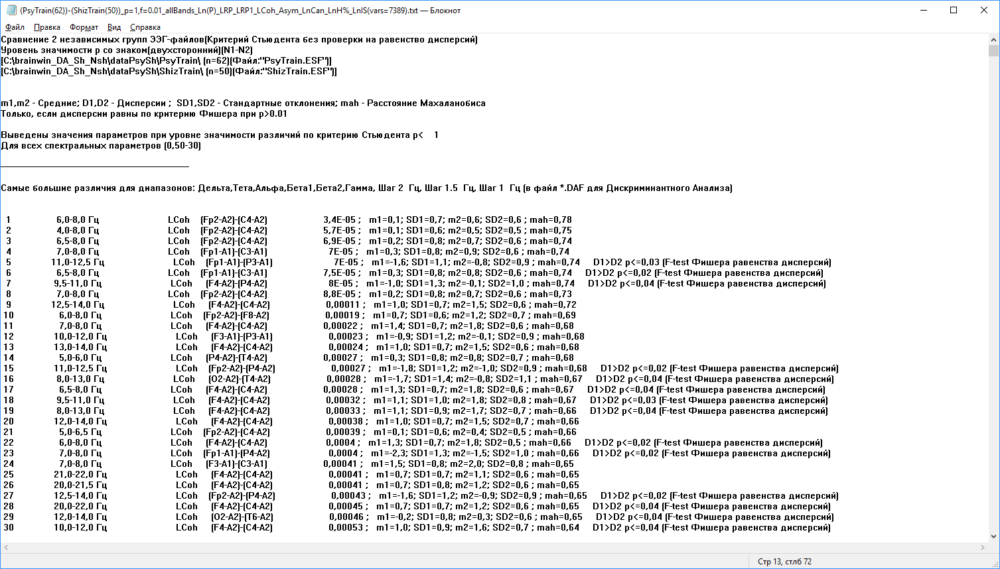 (PsyTrain(62))-(ShizTrain(50))_p=1,f=0.01_allBands_Ln(P)_LRP_LRP1_LCoh_Asym_LnCan_LnH%_LnIS(vars=7389).txt — Блокнот
Файл Правка Формат Вид Справка
Сравнение 2 независимых групп ЭЭГ-файлов(Критерий Стьюдента без проверки на равенство дисперсий)
Уровень значимости p со знаком(двухсторонний)(N1-N2)
[C:\brainwin_DA_Sh_Nsh\dataPsySh\PsyTrain\ (n=62)(Файл:"PsyTrain.ESF")]
[C:\brainwin_DA_Sh_Nsh\dataPsySh\ShizTrain\ (n=50)(Файл:"ShizTrain.ESF")]
m1,m2 - Средние; D1,D2 - Дисперсии ; SD1,SD2 - Стандартные отклонения; mah - Расстояние Махаланобиса
Только, если дисперсии равны по критерию Фишера при p>0.01
Выведены значения параметров при уровне значимости различий по критерию Стьюдента p< 1
Для всех спектральных параметров (0,50-30)
Самые большие различия для диапазонов: Дельта,Тета,Альфа,Бета1,Бета2,Гамма, Шаг 2 Гц, Шаг 1.5 Гц, Шаг 1 Гц (в файл *.DAF для Дискриминантного Анализа)
1 6,0-8,0 Гц LCoh (Fp2-A2)-(C4-A2) 3,4E-05 ; m1=0,1; SD1=0,7; m2=0,6; SD2=0,6 ; mah=0,78
2 4,0-8,0 Гц LCoh (Fp2-A2)-(C4-A2) 5,7E-05 ; m1=0,1; SD1=0,6; m2=0,5; SD2=0,5 ; mah=0,75
3 6,5-8,0 Гц LCoh (Fp2-A2)-(C4-A2) 6,9E-05 ; m1=0,2; SD1=0,8; m2=0,7; SD2=0,6 ; mah=0,74
4 7,0-8,0 Гц LCoh (Fp1-A1)-(C3-A1) 7E-05 ; m1=0,3; SD1=0,8; m2=0,9; SD2=0,6 ; mah=0,74
5 11,0-12,5 Гц LCoh (Fp1-A1)-(P3-A1) 7E-05 ; m1=-1,6; SD1=1,1; m2=-0,8; SD2=0,9 ; mah=0,74 D1>D2 p<=0,03 (F-test Фишера равенства дисперсий)
6 6,5-8,0 Гц LCoh (Fp1-A1)-(C3-A1) 7,5E-05 ; m1=0,3; SD1=0,8; m2=0,8; SD2=0,6 ; mah=0,74 D1>D2 p<=0,02 (F-test Фишера равенства дисперсий)
7 9,5-11,0 Гц LCoh (F4-A2)-(P4-A2) 8E-05 ; m1=-1,0; SD1=1,3; m2=-0,1; SD2=1,0 ; mah=0,74 D1>D2 p<=0,04 (F-test Фишера равенства дисперсий)
8 7,0-8,0 Гц LCoh (Fp2-A2)-(C4-A2) 8,8E-05 ; m1=0,2; SD1=0,8; m2=0,7; SD2=0,6 ; mah=0,73
9 12,5-14,0 Гц LCoh (F4-A2)-(C4-A2) 0,00011 ; m1=1,0; SD1=0,7; m2=1,5; SD2=0,6 ; mah=0,72
10 6,0-8,0 Гц LCoh (Fp2-A2)-(F8-A2) 0,00019 ; m1=0,7; SD1=0,6; m2=1,2; SD2=0,7 ; mah=0,69
11 7,0-8,0 Гц LCoh (F4-A2)-(C4-A2) 0,00022 ; m1=1,4; SD1=0,7; m2=1,8; SD2=0,6 ; mah=0,68
12 10,0-12,0 Гц LCoh (F3-A1)-(P3-A1) 0,00023 ; m1=-0,9; SD1=1,2; m2=-0,1; SD2=0,9 ; mah=0,68
13 13,0-14,0 Гц LCoh (F4-A2)-(C4-A2) 0,00024 ; m1=1,0; SD1=0,7; m2=1,5; SD2=0,6 ; mah=0,68
14 5,0-6,0 Гц LCoh (P4-A2)-(T4-A2) 0,00027 ; m1=0,3; SD1=0,8; m2=0,8; SD2=0,7 ; mah=0,68
15 11,0-12,5 Гц LCoh (Fp2-A2)-(P4-A2) 0,00027 ; m1=-1,8; SD1=1,2; m2=-1,0; SD2=0,9 ; mah=0,68 D1>D2 p<=0,02 (F-test Фишера равенства дисперсий)
16 8,0-13,0 Гц LCoh (O2-A2)-(T4-A2) 0,00028 ; m1=-1,7; SD1=1,4; m2=-0,8; SD2=1,1 ; mah=0,67 D1>D2 p<=0,04 (F-test Фишера равенства дисперсий)
17 6,5-8,0 Гц LCoh (F4-A2)-(C4-A2) 0,00028 ; m1=1,3; SD1=0,7; m2=1,8; SD2=0,6 ; mah=0,67 D1>D2 p<=0,04 (F-test Фишера равенства дисперсий)
18 9,5-11,0 Гц LCoh (F4-A2)-(C4-A2) 0,00032 ; m1=1,1; SD1=1,0; m2=1,8; SD2=0,8 ; mah=0,67 D1>D2 p<=0,03 (F-test Фишера равенства дисперсий)
19 8,0-13,0 Гц LCoh (F4-A2)-(C4-A2) 0,00033 ; m1=1,1; SD1=0,9; m2=1,7; SD2=0,7 ; mah=0,66 D1>D2 p<=0,04 (F-test Фишера равенства дисперсий)
20 12,0-14,0 Гц LCoh (F4-A2)-(C4-A2) 0,00038 ; m1=1,0; SD1=0,7; m2=1,5; SD2=0,7 ; mah=0,66
21 5,0-6,5 Гц LCoh (Fp2-A2)-(C4-A2) 0,00039 ; m1=0,1; SD1=0,6; m2=0,4; SD2=0,5 ; mah=0,66
22 6,0-8,0 Гц LCoh (F4-A2)-(C4-A2) 0,0004 ; m1=1,3; SD1=0,7; m2=1,8; SD2=0,5 ; mah=0,66 D1>D2 p<=0,02 (F-test Фишера равенства дисперсий)
23 7,0-8,0 Гц LCoh (Fp1-A1)-(P4-A2) 0,0004 ; m1=-2,3; SD1=1,3; m2=-1,5; SD2=1,0 ; mah=0,66 D1>D2 p<=0,02 (F-test Фишера равенства дисперсий)
24 7,0-8,0 Гц LCoh (F3-A1)-(C3-A1) 0,00041 ; m1=1,5; SD1=0,8; m2=2,0; SD2=0,8 ; mah=0,65
25 21,0-22,0 Гц LCoh (F4-A2)-(C4-A2) 0,00041 ; m1=0,7; SD1=0,7; m2=1,1; SD2=0,6 ; mah=0,65
26 20,0-21,5 Гц LCoh (F4-A2)-(C4-A2) 0,00041 ; m1=0,7; SD1=0,8; m2=1,2; SD2=0,6 ; mah=0,65
27 12,5-14,0 Гц LCoh (Fp2-A2)-(P4-A2) 0,00043 ; m1=-1,6; SD1=1,2; m2=-0,9; SD2=0,9 ; mah=0,65 D1>D2 p<=0,02 (F-test Фишера равенства дисперсий)
28 20,0-22,0 Гц LCoh (F4-A2)-(C4-A2) 0,00045 ; m1=0,7; SD1=0,7; m2=1,2; SD2=0,6 ; mah=0,65 D1>D2 p<=0,04 (F-test Фишера равенства дисперсий)
29 12,0-14,0 Гц LCoh (O2-A2)-(T6-A2) 0,00046 ; m1=-0,2; SD1=0,8; m2=0,3; SD2=0,6 ; mah=0,65 D1>D2 p<=0,04 (F-test Фишера равенства дисперсий)
30 10,0-12,0 Гц LCoh (F4-A2)-(C4-A2) 0,00053 ; m1=1,0; SD1=0,9; m2=1,6; SD2=0,7 ; mah=0,64 D1>D2 p<=0,04 (F-test Фишера равенства дисперсий)
Стр 13, стлб 72